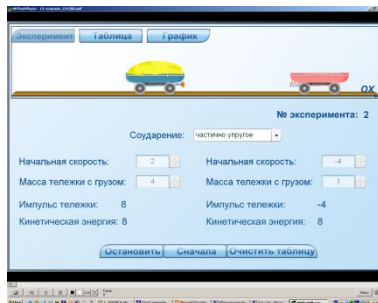 Эксперимент Таблица График
OX
№ эксперимента: 2
Соударение: частично упругое
Начальная скорость: 2 Начальная скорость: -4
Масса тележки с грузом: 4 Масса тележки с грузом: 1
Импульс тележки: 8 Импульс тележки: -4
Кинетическая энергия: 8 Кинетическая энергия: 8
Остановить Сначала Очистить таблицу